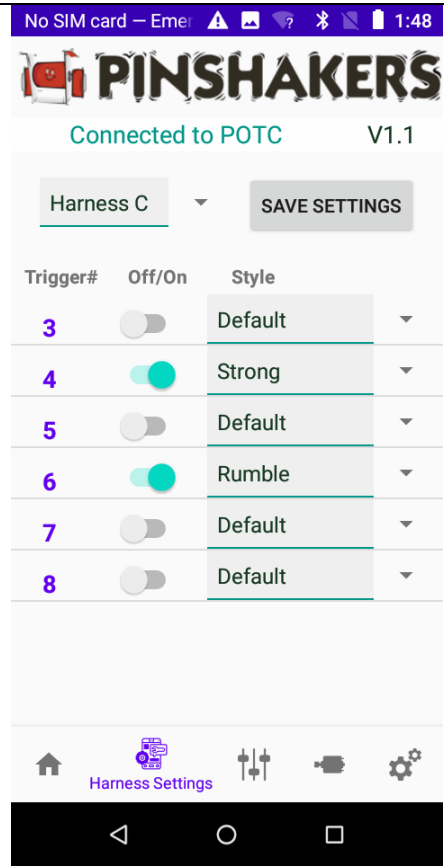 No SIM card — Emer 1:48
PINSHAKERS
Connected to POTC V1.1
Harness C SAVE SETTINGS
Trigger# Off/On Style
3 Default
4 Strong
5 Default
6 Rumble
7 Default
8 Default
Harness Settings